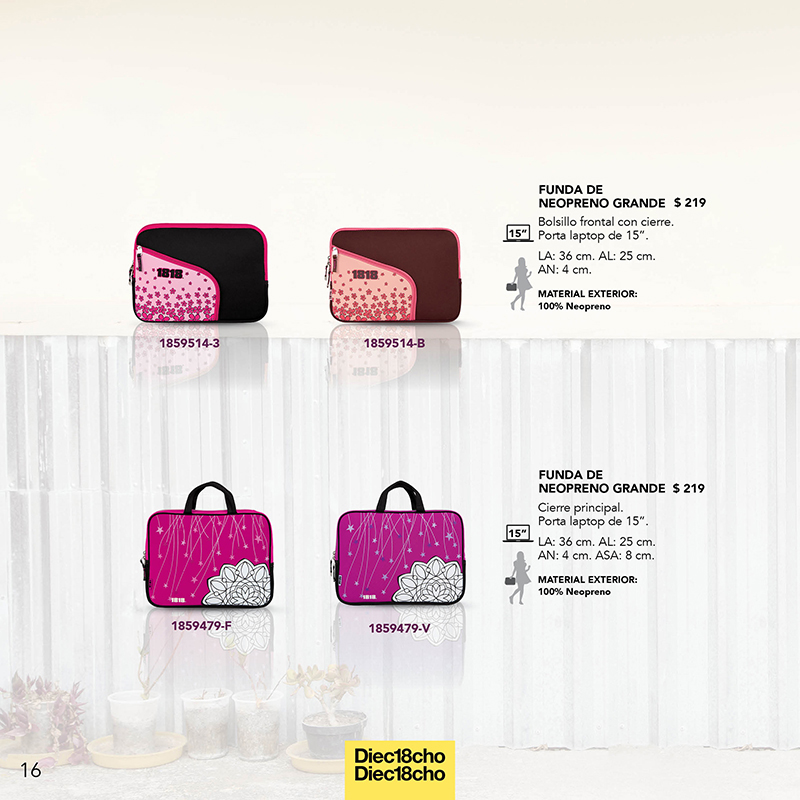 FUNDA DE
NEOPRENO GRANDE $ 219
Bolsillo frontal con cierre.
Porta laptop de 15”.
15”
LA: 36 cm. AL: 25 cm.
AN: 4 cm.
MATERIAL EXTERIOR:
100% Neopreno
1818
1818
1859514-3
1859514-B
FUNDA DE
NEOPRENO GRANDE $ 219
Cierre principal.
Porta laptop de 15”.
15”
LA: 36 cm. AL: 25 cm.
AN: 4 cm. ASA: 8 cm.
MATERIAL EXTERIOR:
100% Neopreno
1818
1818
1859479-F
1859479-V
16
Diec18cho
Diec18cho